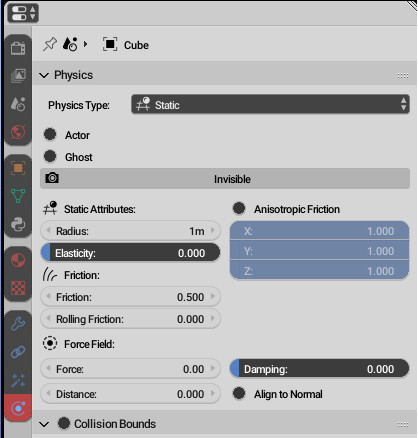 Cube
Physics
Physics Type: Static
Actor
Ghost
Invisible
Static Attributes: Anisotropic Friction
Radius: 1m X: 1.000
Elasticity: 0.000 Y: 1.000
Friction: Z: 1.000
Friction: 0.500
Rolling Friction: 0.000
Force Field:
Force: 0.00 Damping: 0.000
Distance: 0.000 Align to Normal
Collision Bounds